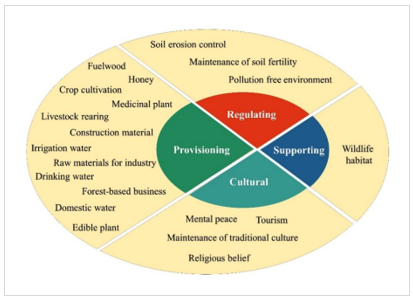 Soil erosion control
Maintenance of soil fertility
Pollution free environment
Regulating
Fuelwood
Honey
Crop cultivation
Medicinal plant
Livestock rearing
Construction material
Irrigation water
Raw materials for industry
Drinking water
Forest-based business
Domestic water
Edible plant
Provisioning
Supporting
Wildlife
habitat
Cultural
Mental peace
Tourism
Maintenance of traditional culture
Religious belief